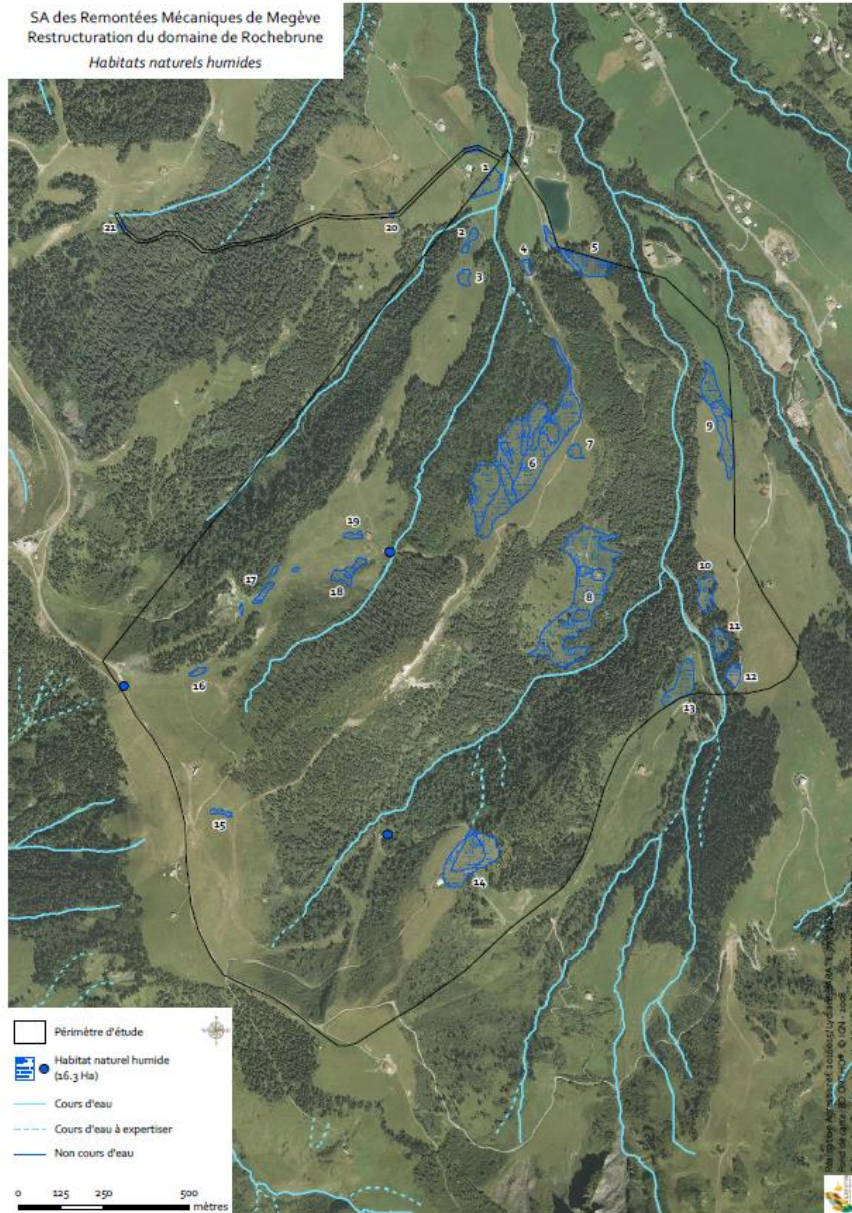 SA des Remontées Mécaniques de Megève
Restructuration du domaine de Rochebrune
Habitats naturels humides
1
21
20
2
4
5
3
9
6
7
19
10
17
18
8
11
12
16
13
15
14
Périmètre d'étude
Habitat naturel humide
(16.3 Ha)
Cours d'eau
Cours d'eau à expertiser
Non cours d'eau
0 125 250 500
mètres